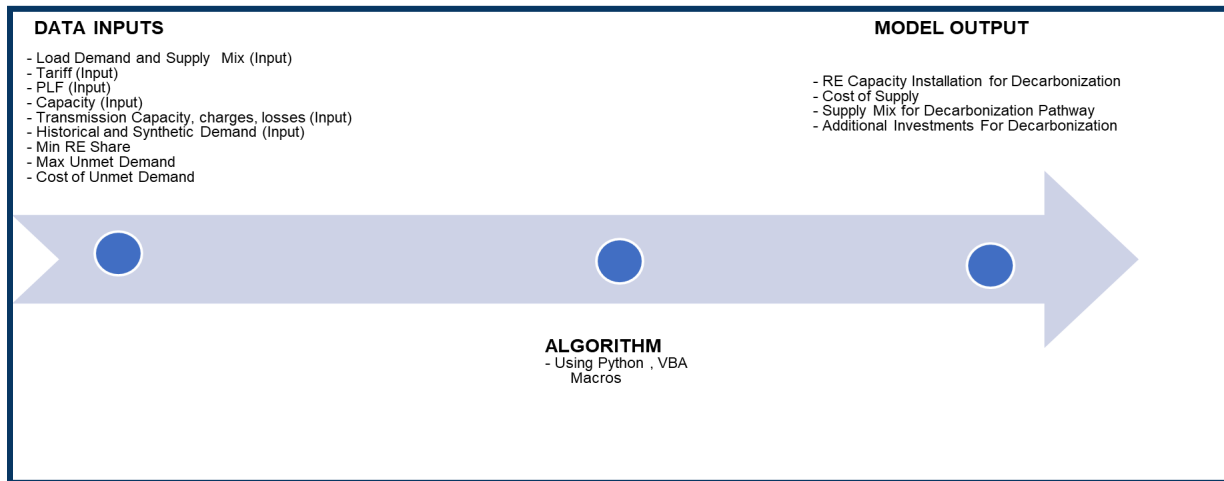 DATA INPUTS
- Load Demand and Supply Mix (Input)
- Tariff (Input)
- PLF (Input)
- Capacity (Input)
- Transmission Capacity, charges, losses (Input)
- Historical and Synthetic Demand (Input)
- Min RE Share
- Max Unmet Demand
- Cost of Unmet Demand
MODEL OUTPUT
- RE Capacity Installation for Decarbonization
- Cost of Supply
- Supply Mix for Decarbonization Pathway
- Additional Investments For Decarbonization
ALGORITHM
- Using Python , VBA
Macros